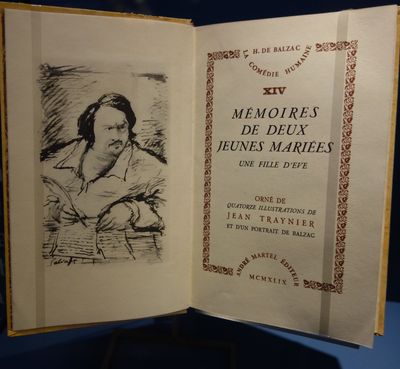 H. DE BALZAC
LA COMÉDIE HUMAINE
XIV
MÉMOIRES
DE DEUX
JEUNES MARIÉES
UNE FILLE D'EVE
ORNÉ DE
QUATORZE ILLUSTRATIONS DE
JEAN TRAYNIER
ET D'UN PORTRAIT DE BALZAC
ANDRÉ MARTEL ÉDITEUR
MCMXLIX